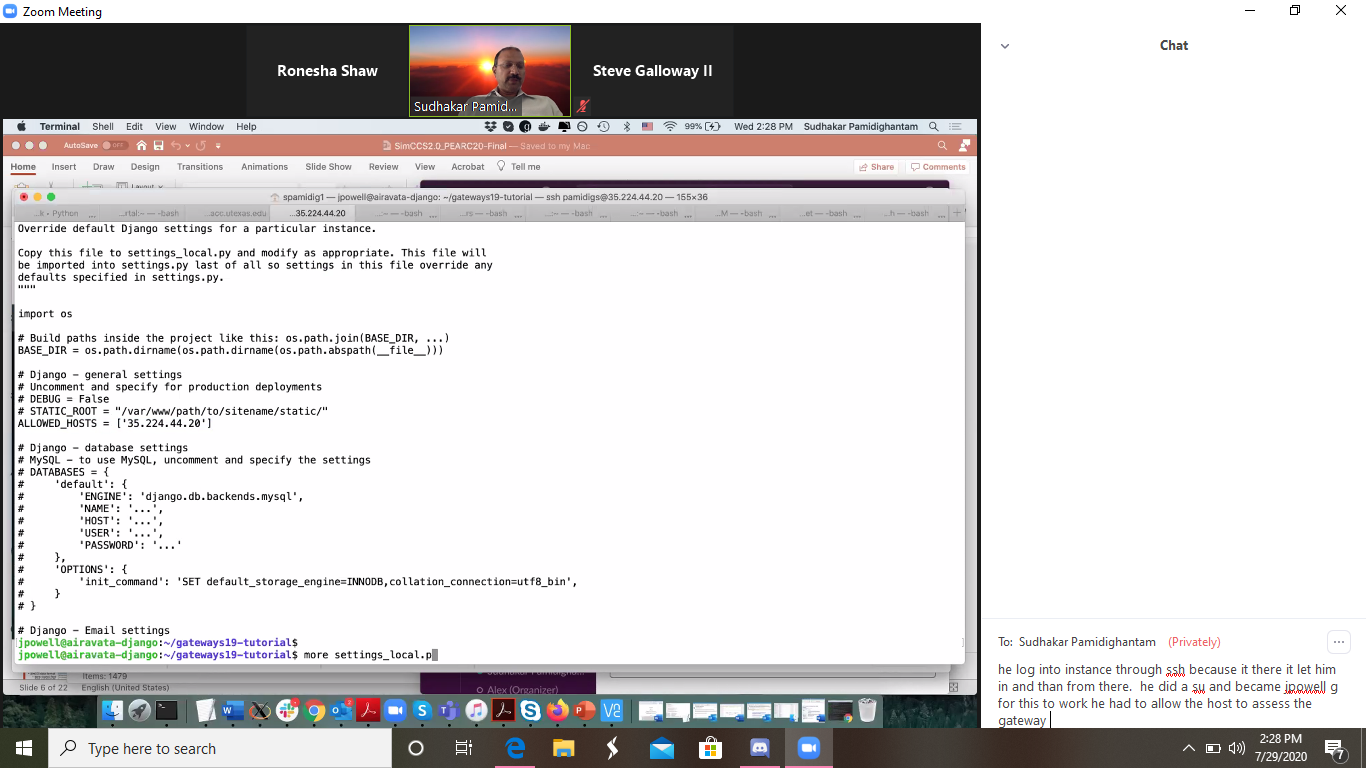 Zoom Meeting
Ronesha Shaw
Sudhakar Pamid...
Steve Galloway II
Chat
Terminal Shell Edit View Window Help
99%
Wed 2:28 PM Sudhakar Pamidighantam
AutoSave OFF
SimCCS2.0_PEARC20-Final — Saved to my Mac
Home Insert Draw Design Transitions Animations Slide Show Review View Acrobat Tell me
Share Comments
Layout
spamidig1 — jpowell@airavata-django: ~/gateways19-tutorial — ssh pamidigs@35.224.44.20 — 155×36
...lr - Python ... ...rtal:~ — -bash ...acc.utexas.edu ...35.224.44.20 ...:~ — -bash ... ...rs — -bash ... ...:~ — -bash ... ...:~ — -bash ... ...M — -bash ... ...et — -bash ... ...h — -bash ...
Override default Django settings for a particular instance.
Copy this file to settings_local.py and modify as appropriate. This file will
be imported into settings.py last of all so settings in this file override any
defaults specified in settings.py.
"""
import os
# Build paths inside the project like this: os.path.join(BASE_DIR, ...)
BASE_DIR = os.path.dirname(os.path.dirname(os.path.abspath(__file__)))
# Django - general settings
# Uncomment and specify for production deployments
# DEBUG = False
# STATIC_ROOT = "/var/www/path/to/sitename/static/"
ALLOWED_HOSTS = ['35.224.44.20']
# Django - database settings
# MySQL - to use MySQL, uncomment and specify the settings
# DATABASES = {
#     'default': {
#         'ENGINE': 'django.db.backends.mysql',
#         'NAME': '...',
#         'HOST': '...',
#         'USER': '...',
#         'PASSWORD': '...'
#     },
#     'OPTIONS': {
#         'init_command': 'SET default_storage_engine=INNODB,collation_connection=utf8_bin',
#     }
# }
# Django - Email settings
jpowell@airavata-django:~/gateways19-tutorial$
jpowell@airavata-django:~/gateways19-tutorial$ more settings_local.p
Items: 1479
Sudhakar Pamidighantam
Slide 6 of 22 English (United States)
Alex (Organizer)
To: Sudhakar Pamidighantam (Privately)
he log into instance through ssh because it there it let him
in and than from there. he did a su and became jpowell g
for this to work he had to allow the host to assess the
gateway
Type here to search
2:28 PM
7/29/2020
7